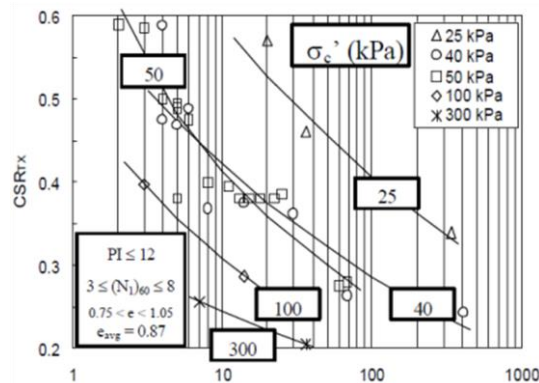 0.6
0.5
0.4
0.3
0.2
CSRTX
1
10
100
1000
σc' (kPa)
25 kPa
40 kPa
50 kPa
100 kPa
300 kPa
50
25
100
40
300
PI ≤ 12
3 ≤ (N1)60 ≤ 8
0.75 < e < 1.05
eavg = 0.87